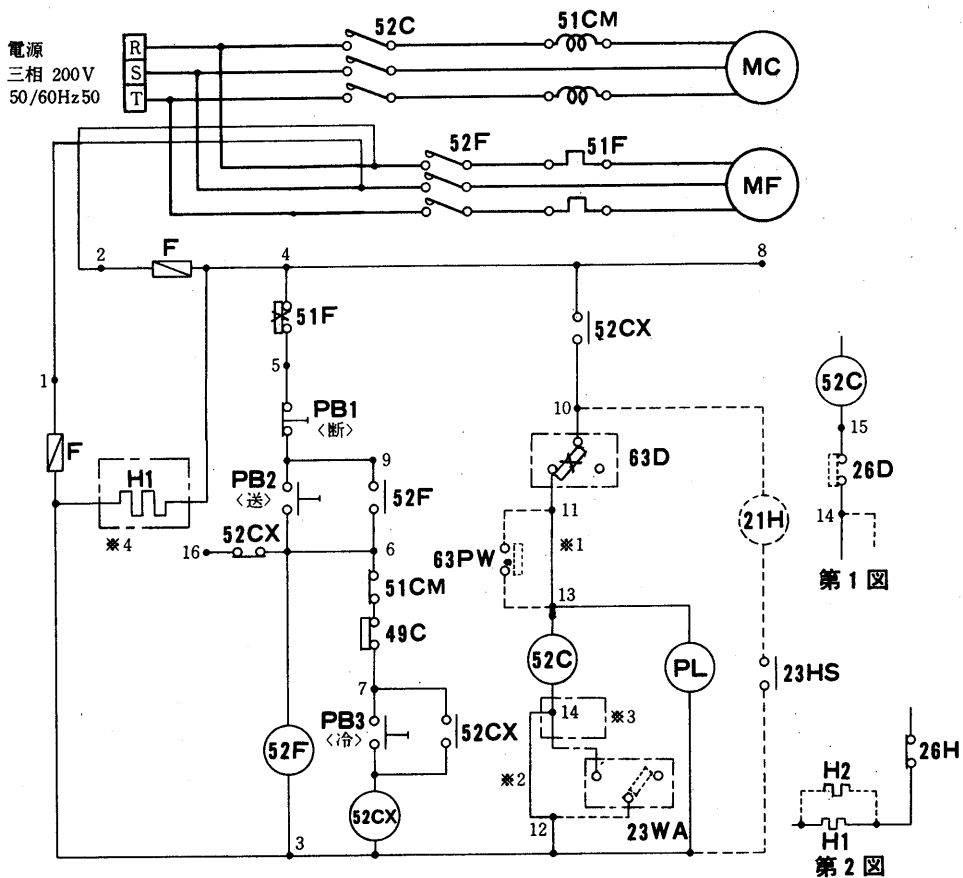 52C
51CM
電源
三相 200V
50/60Hz50
R
S
T
MC
52F
51F
MF
2
F
4
8
51F
52CX
1
5
52C
F
PB1
〈断〉
10
15
63D
26D
H1
9
PB2
〈送〉
52F
14
※4
11
21H
16
52CX
6
63PW
※1
第1図
51CM
13
49C
52C
PL
23HS
7
14
※3
PB3
〈冷〉
52CX
26H
52F
※2
H2
52CX
12
23WA
3
H1
第2図